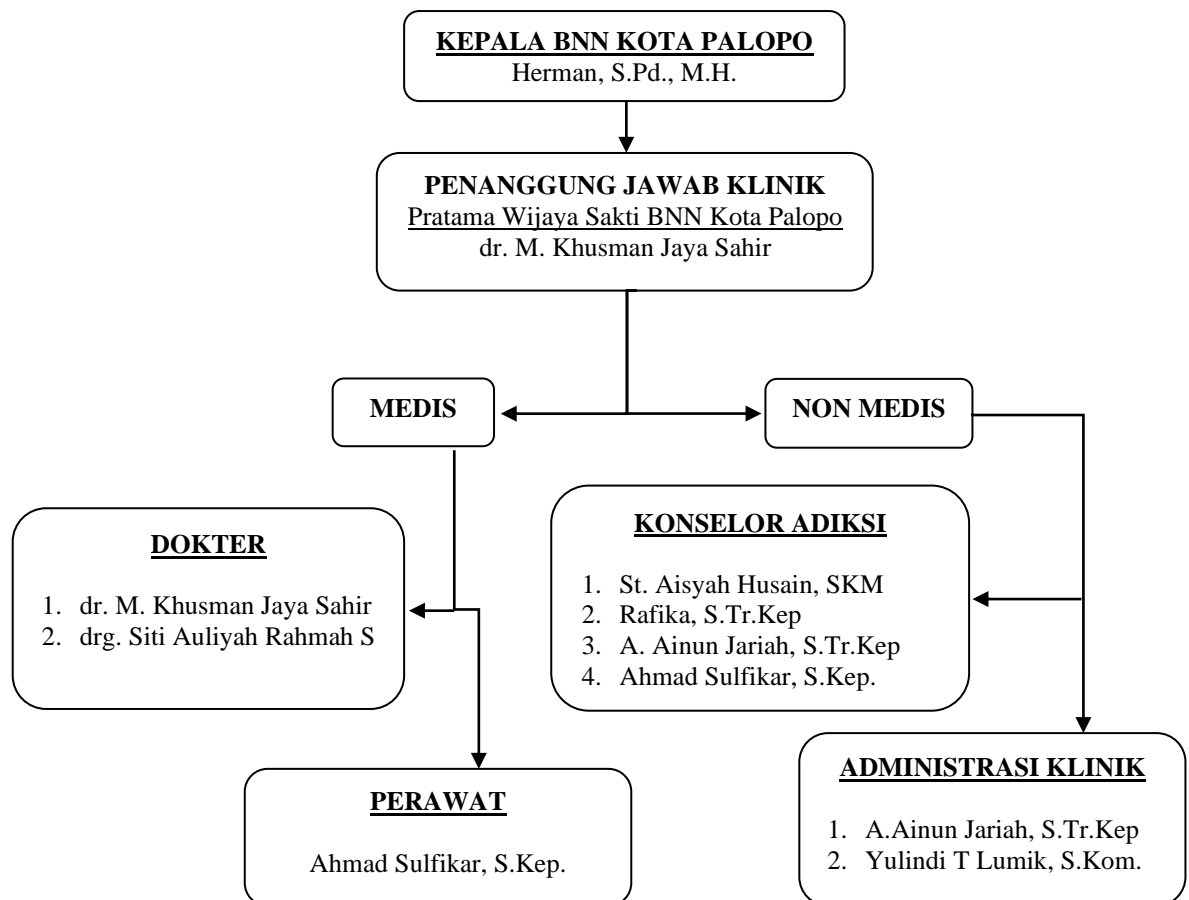 KEPALA BNN KOTA PALOPO
Herman, S.Pd., M.H.
PENANGGUNG JAWAB KLINIK
Pratama Wijaya Sakti BNN Kota Palopo
dr. M. Khusman Jaya Sahir
MEDIS
NON MEDIS
DOKTER
1. dr. M. Khusman Jaya Sahir
2. drg. Siti Auliyah Rahmah S
KONSELOR ADIKSI
1. St. Aisyah Husain, SKM
2. Rafika, S.Tr.Kep
3. A. Ainun Jariah, S.Tr.Kep
4. Ahmad Sulfikar, S.Kep.
PERAWAT
Ahmad Sulfikar, S.Kep.
ADMINISTRASI KLINIK
1. A.Ainun Jariah, S.Tr.Kep
2. Yulindi T Lumik, S.Kom.